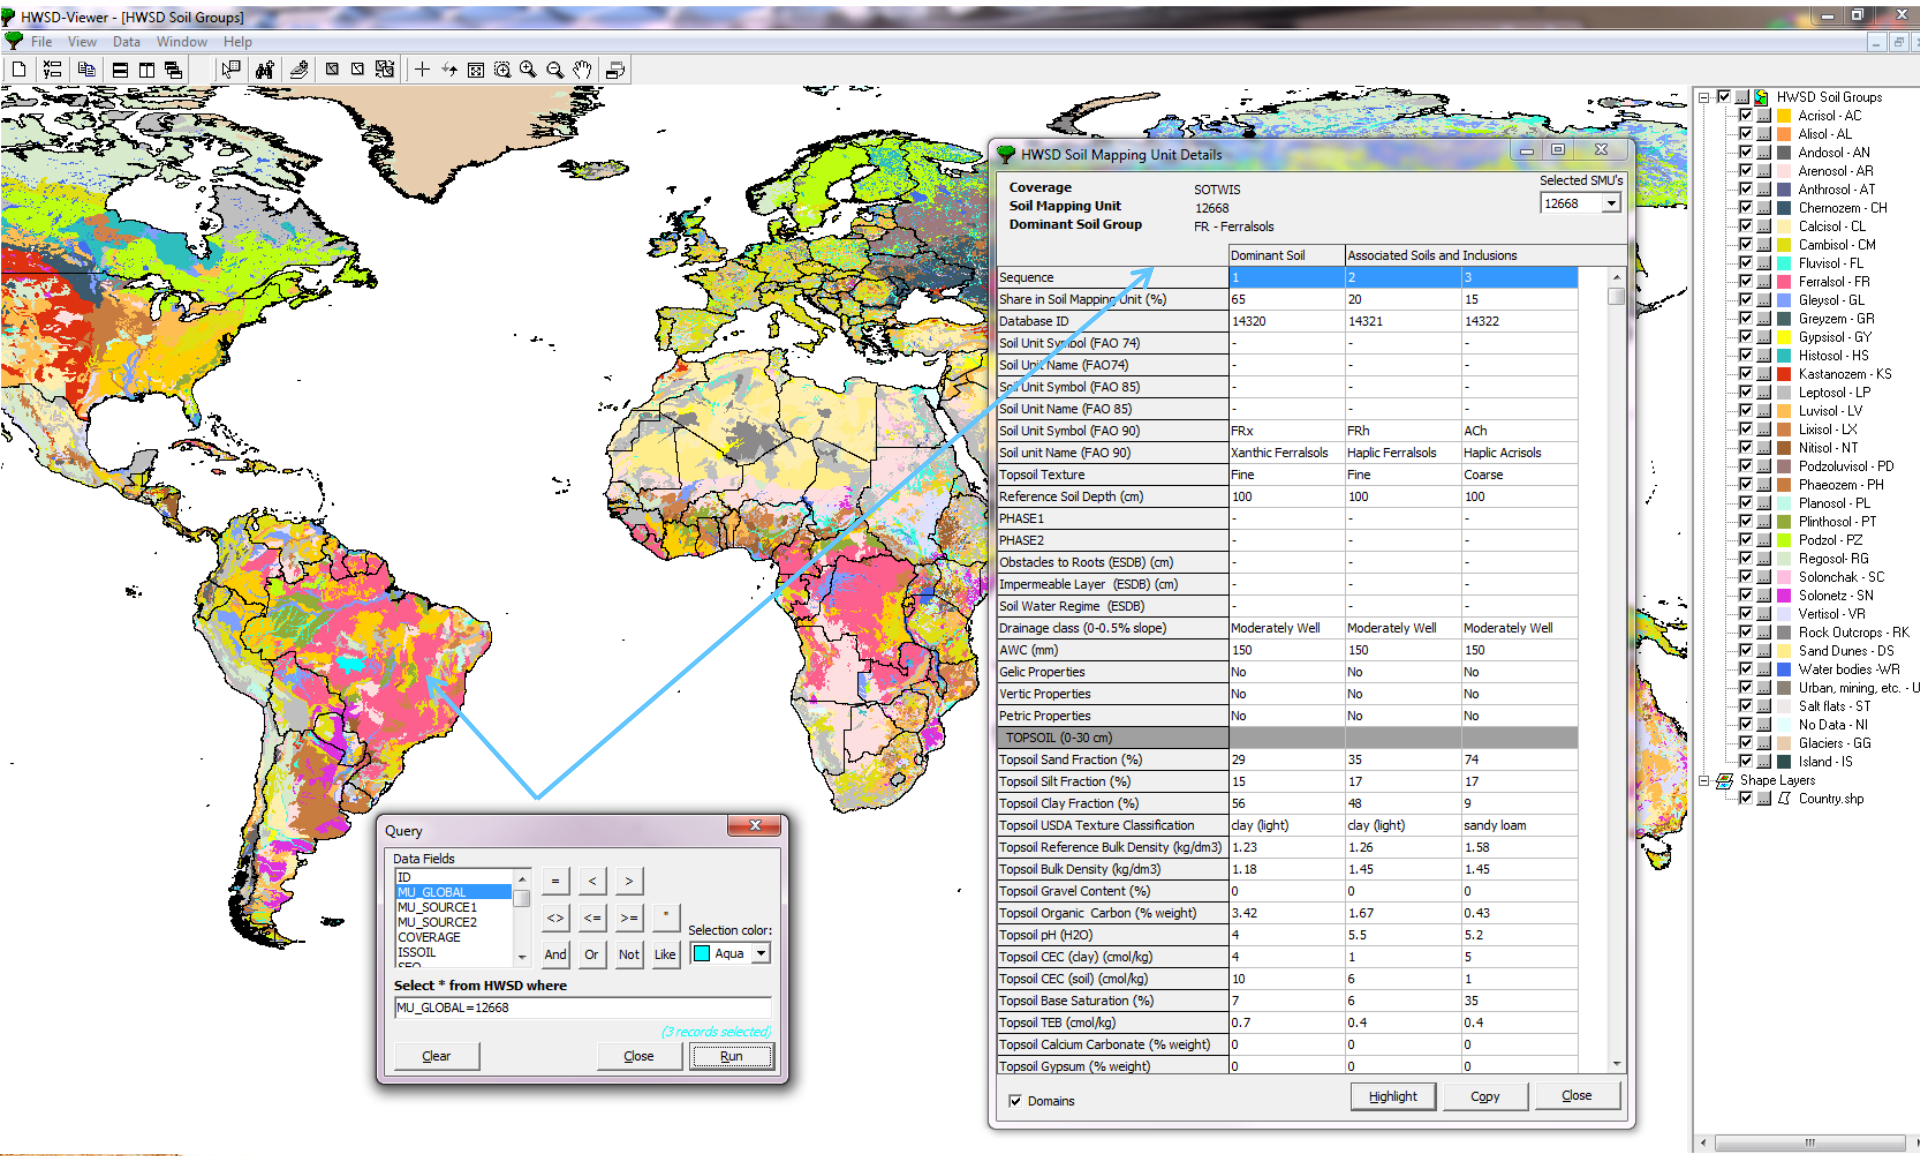 HWSD-Viewer - [HWSD Soil Groups]
File View Data Window Help
HWSD Soil Groups
Acrisol - AC
Alisol - AL
Andosol - AN
Arenosol - AR
Anthrosol - AT
Chernozem - CH
Calcisol - CL
Cambisol - CM
Fluvisol - FL
Ferralsol - FR
Gleysol - GL
Greyzem - GR
Gypsisol - GY
Histosol - HS
Kastanozem - KS
Leptosol - LP
Luvisol - LV
Lixisol - LX
Nitisol - NT
Podzoluvisol - PD
Phaeozem - PH
Planosol - PL
Plinthosol - PT
Podzol - PZ
Regosol- RG
Solonchak - SC
Solonetz - SN
Vertisol - VR
Rock Outcrops - RK
Sand Dunes - DS
Water bodies -WR
Urban, mining, etc. - U
Salt flats - ST
No Data - NI
Glaciers - GG
Island - IS
Shape Layers
Country.shp
HWSD Soil Mapping Unit Details
Coverage SOTWIS
Soil Mapping Unit 12668
Dominant Soil Group FR - Ferralsols
Selected SMU's
12668
Dominant Soil Associated Soils and Inclusions
Sequence 1 2 3
Share in Soil Mapping Unit (%) 65 20 15
Database ID 14320 14321 14322
Soil Unit Symbol (FAO 74) - - -
Soil Unit Name (FAO74) - - -
Soil Unit Symbol (FAO 85) - - -
Soil Unit Name (FAO 85) - - -
Soil Unit Symbol (FAO 90) FRx FRh ACh
Soil unit Name (FAO 90) Xanthic Ferralsols Haplic Ferralsols Haplic Acrisols
Topsoil Texture Fine Fine Coarse
Reference Soil Depth (cm) 100 100 100
PHASE1 - - -
PHASE2 - - -
Obstacles to Roots (ESDB) (cm) - - -
Impermeable Layer (ESDB) (cm) - - -
Soil Water Regime (ESDB) - - -
Drainage class (0-0.5% slope) Moderately Well Moderately Well Moderately Well
AWC (mm) 150 150 150
Gelic Properties No No No
Vertic Properties No No No
Petric Properties No No No
TOPSOIL (0-30 cm)
Topsoil Sand Fraction (%) 29 35 74
Topsoil Silt Fraction (%) 15 17 17
Topsoil Clay Fraction (%) 56 48 9
Topsoil USDA Texture Classification clay (light) clay (light) sandy loam
Topsoil Reference Bulk Density (kg/dm3) 1.23 1.26 1.58
Topsoil Bulk Density (kg/dm3) 1.18 1.45 1.45
Topsoil Gravel Content (%) 0 0 0
Topsoil Organic Carbon (% weight) 3.42 1.67 0.43
Topsoil pH (H2O) 4 5.5 5.2
Topsoil CEC (clay) (cmol/kg) 4 1 5
Topsoil CEC (soil) (cmol/kg) 10 6 1
Topsoil Base Saturation (%) 7 6 35
Topsoil TEB (cmol/kg) 0.7 0.4 0.4
Topsoil Calcium Carbonate (% weight) 0 0 0
Topsoil Gypsum (% weight) 0 0 0
Domains
Highlight Copy Close
Query
Data Fields
ID
MU_GLOBAL
MU_SOURCE1
MU_SOURCE2
COVERAGE
ISSOIL
SEQ
= < >
<> <= >= "
And Or Not Like
Selection color:
Aqua
Select * from HWSD where
MU_GLOBAL=12668
(3 records selected)
Clear Close Run